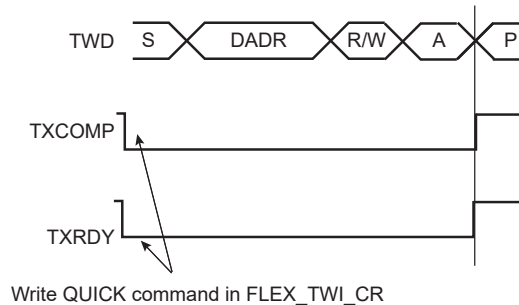 TWD S DADR R/W A P
TXCOMP
TXRDY
Write QUICK command in FLEX_TWI_CR